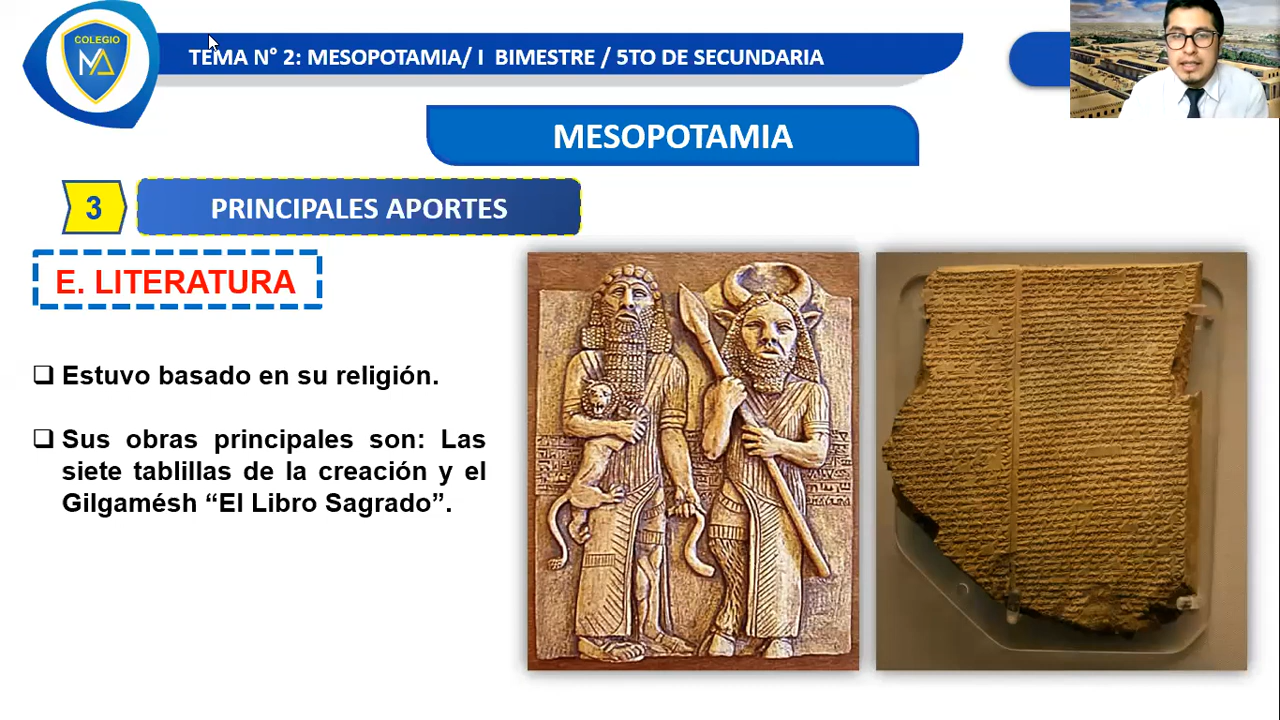 COLEGIO
MA
TEMA N° 2: MESOPOTAMIA/ I BIMESTRE / 5TO DE SECUNDARIA
MESOPOTAMIA
3
PRINCIPALES APORTES
E. LITERATURA
Estuvo basado en su religión.
Sus obras principales son: Las
siete tablillas de la creación y el
Gilgamésh “El Libro Sagrado”.